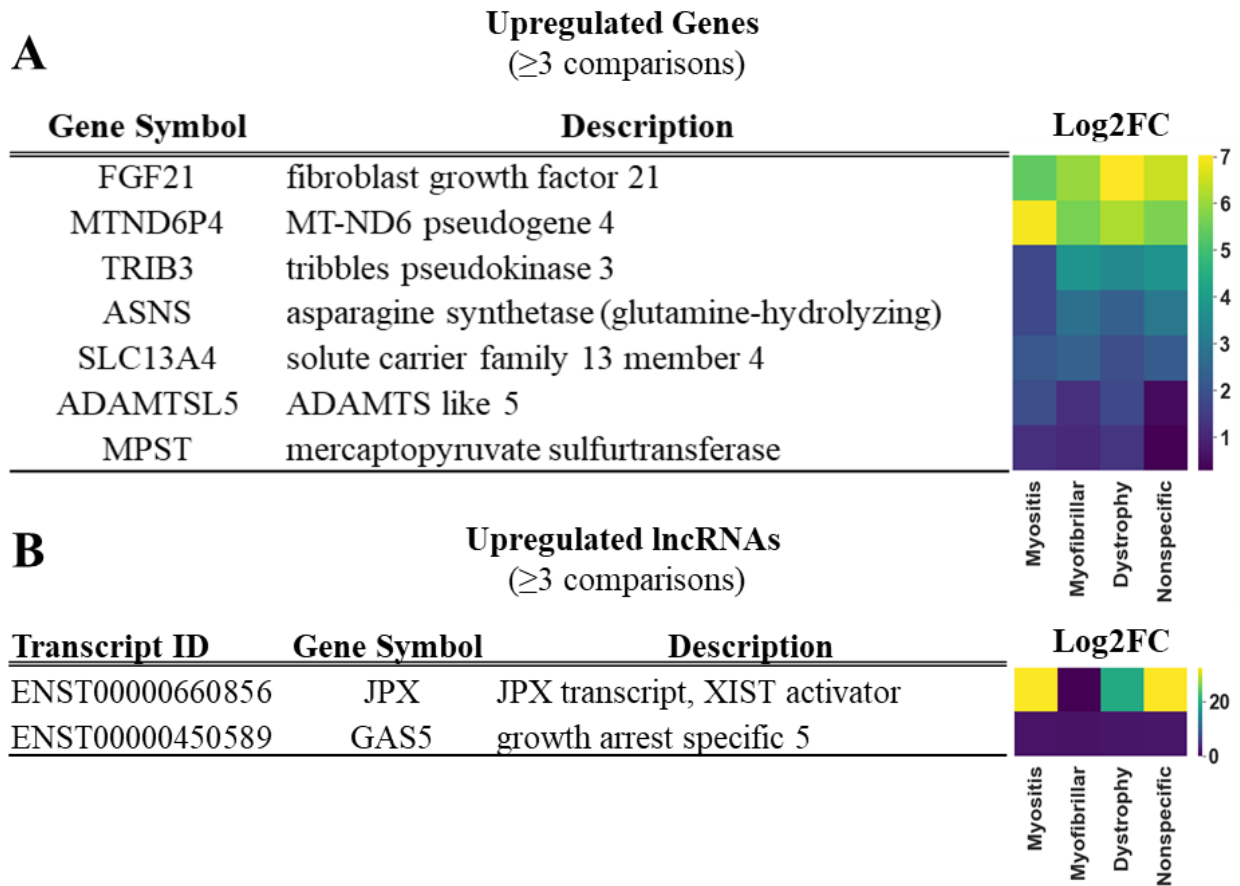 A
Upregulated Genes
(≥3 comparisons)
Gene Symbol Description Log2FC
FGF21 fibroblast growth factor 21
MTND6P4 MT-ND6 pseudogene 4
TRIB3 tribbles pseudokinase 3
ASNS asparagine synthetase (glutamine-hydrolyzing)
SLC13A4 solute carrier family 13 member 4
ADAMTSL5 ADAMTS like 5
MPST mercaptopyruvate sulfurtransferase
7
6
5
4
3
2
1
Myositis
Myofibrillar
Dystrophy
Nonspecific
B
Upregulated lncRNAs
(≥3 comparisons)
Transcript ID Gene Symbol Description Log2FC
ENST00000660856 JPX JPX transcript, XIST activator
ENST00000450589 GAS5 growth arrest specific 5
20
0
Myositis
Myofibrillar
Dystrophy
Nonspecific